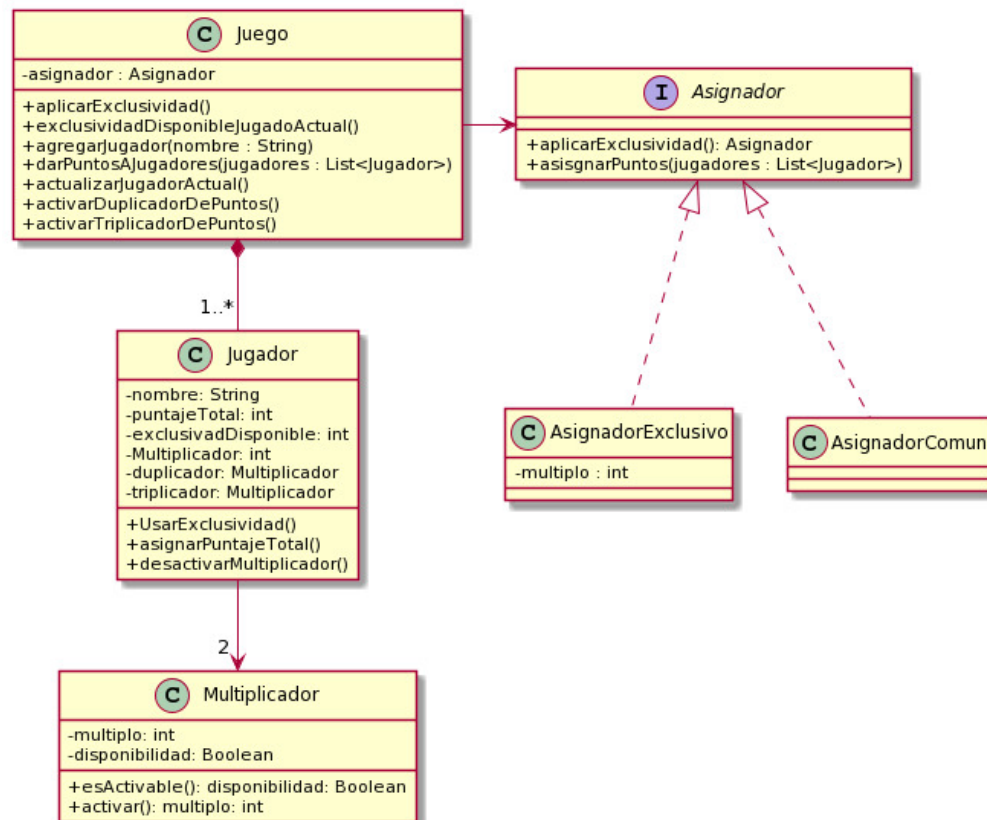 C Juego
-asignador : Asignador
+aplicarExclusividad()
+exclusividadDisponibleJugadoActual()
+agregarJugador(nombre : String)
+darPuntosAJugadores(jugadores : List<Jugador>)
+actualizarJugadorActual()
+activarDuplicadorDePuntos()
+activarTriplicadorDePuntos()
I Asignador
+aplicarExclusividad(): Asignador
+asisgnarPuntos(jugadores : List<Jugador>)
1..*
C Jugador
-nombre: String
-puntajeTotal: int
-exclusivadDisponible: int
-Multiplicador: int
-duplicador: Multiplicador
-triplicador: Multiplicador
+UsarExclusividad()
+asignarPuntajeTotal()
+desactivarMultiplicador()
C AsignadorExclusivo
-multiplo : int
C AsignadorComun
2
C Multiplicador
-multiplo: int
-disponibilidad: Boolean
+esActivable(): disponibilidad: Boolean
+activar(): multiplo: int